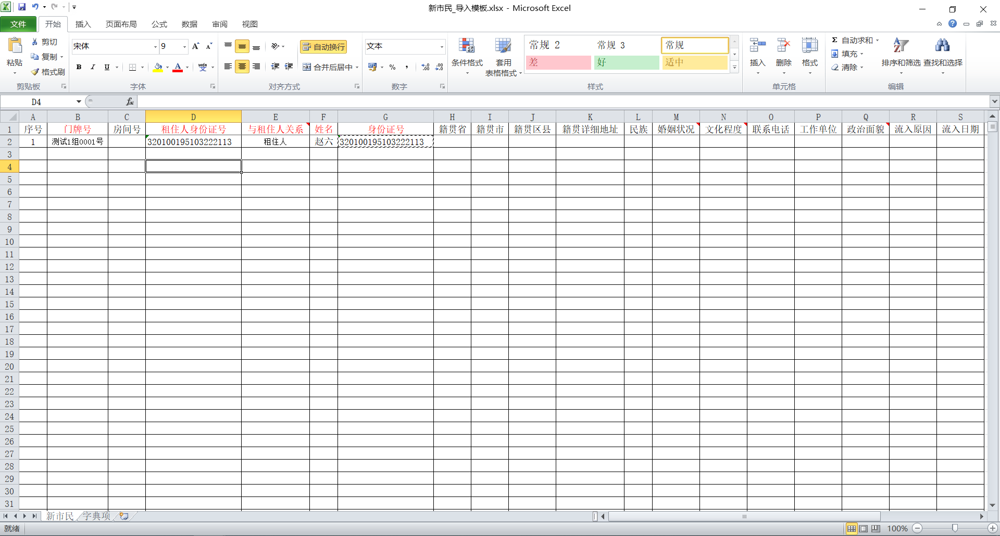 新市民_导入模板.xlsx - Microsoft Excel
文件 开始 插入 页面布局 公式 数据 审阅 视图
粘贴 剪切 复制 格式刷 剪贴板
宋体 9 B I U A 字体
自动换行 合并后居中 对齐方式
文本 % 数字
条件格式 套用 表格格式 常规 2 常规 3 常规 差 好 适中 样式
插入 删除 格式 单元格
Σ 自动求和 填充 清除 排序和筛选 查找和选择 编辑
D4 fx
A B C D E F G H I J K L M N O P Q R S
1 序号 门牌号 房间号 租住人身份证号 与租住人关系 姓名 身份证号 籍贯省 籍贯市 籍贯区县 籍贯详细地址 民族 婚姻状况 文化程度 联系电话 工作单位 政治面貌 流入原因 流入日期
2 1 测试1组0001号 320100195103222113 租住人 赵六 320100195103222113
3
4
5
6
7
8
9
10
11
12
13
14
15
16
17
18
19
20
21
22
23
24
25
26
27
28
29
30
31
新市民 字典项
就绪 100%